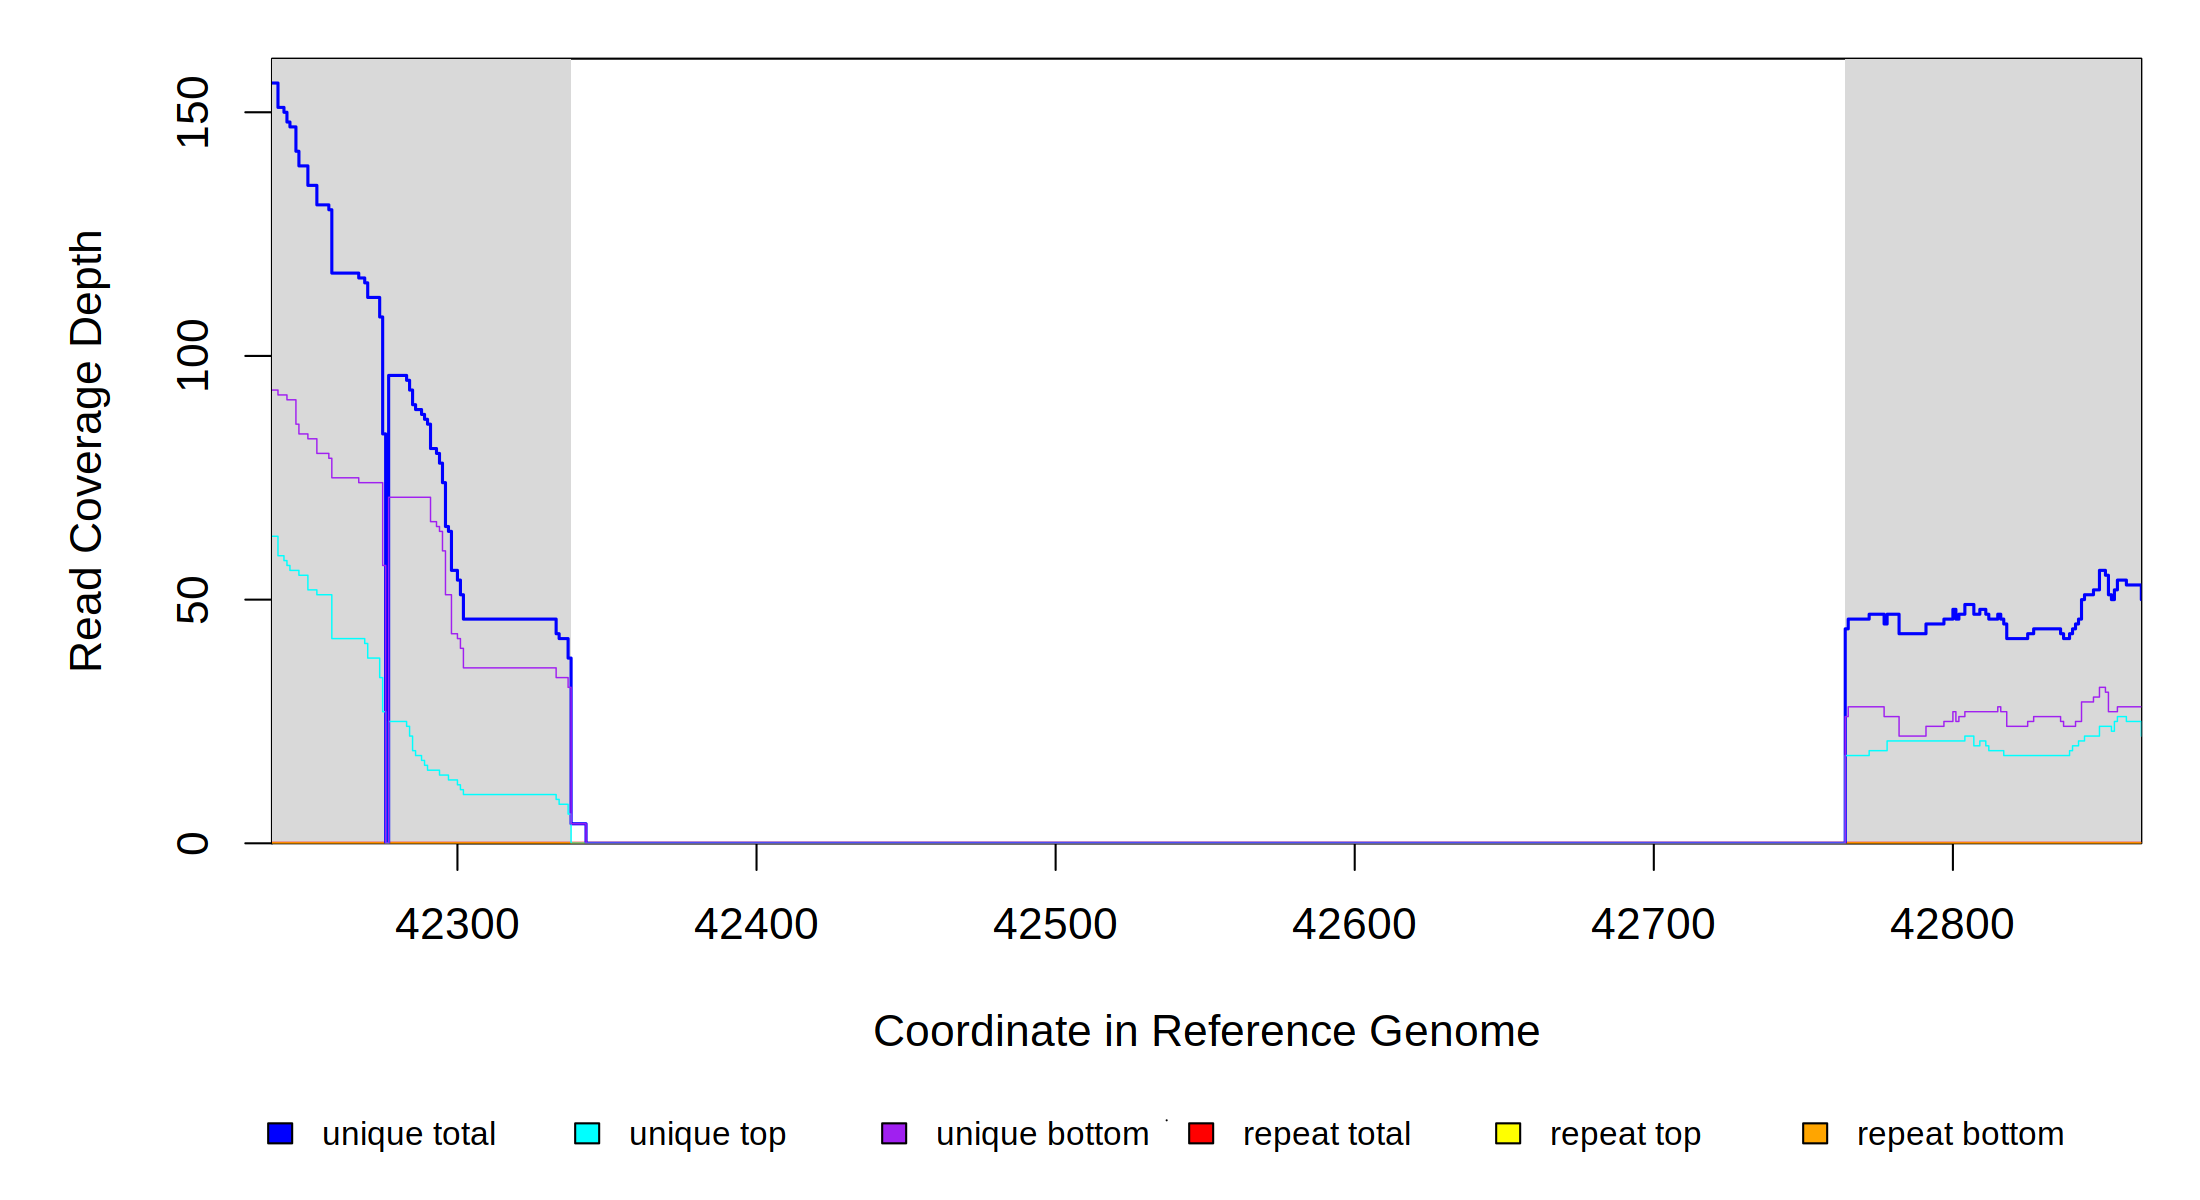 150
100
50
0
Read Coverage Depth
42300 42400 42500 42600 42700 42800
Coordinate in Reference Genome
unique total unique top unique bottom repeat total repeat top repeat bottom